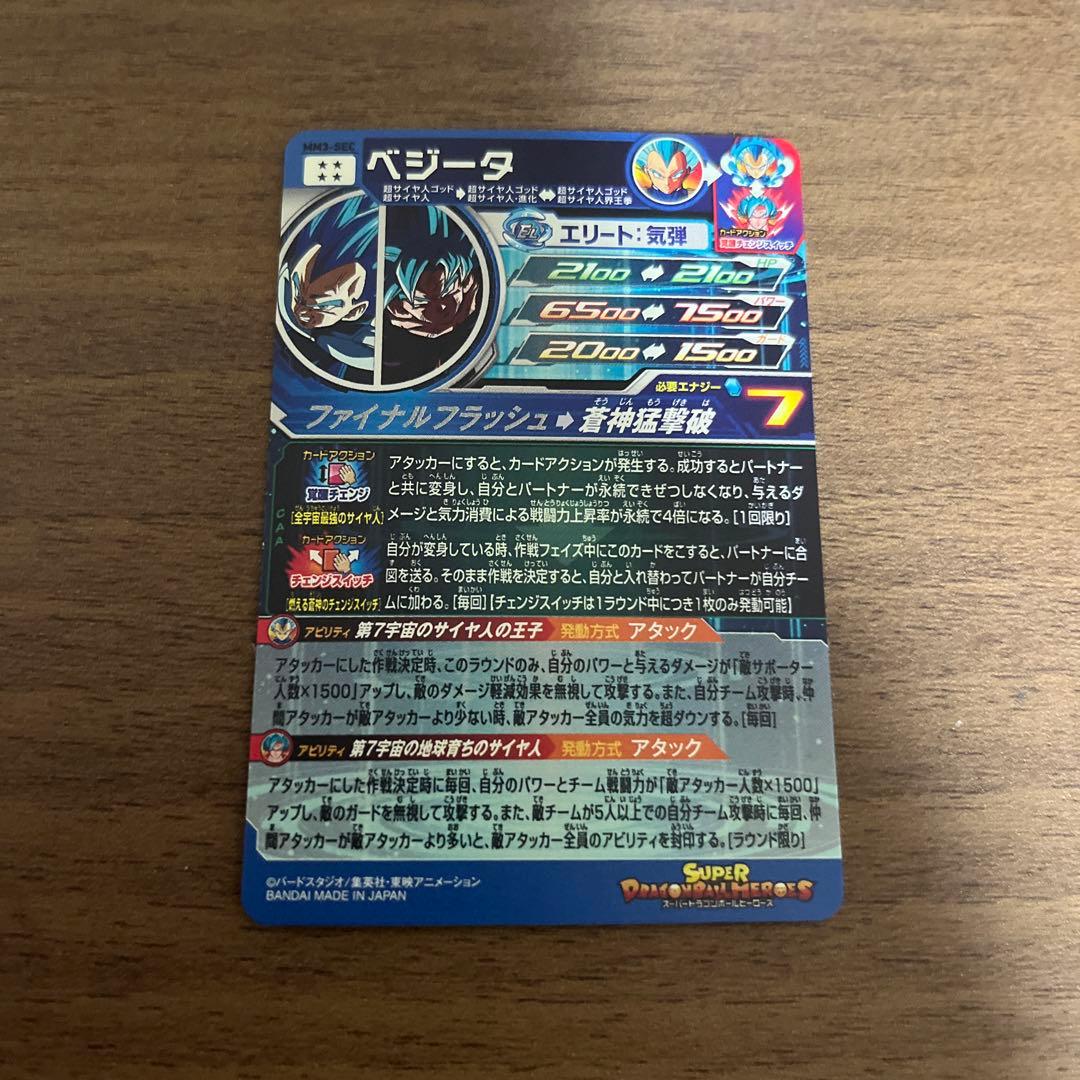 MM3-SEC
ベジータ
超サイヤ人ゴッド 超サイヤ人ゴッド 超サイヤ人ゴッド
超サイヤ人 超サイヤ人・進化 超サイヤ人界王拳
カードアクション
覚醒チェンジスイッチ
エリート:気弾
HP
2100 2100
パワー
6500 7500
ガード
2000 1500
必要エナジー 7
ファイナルフラッシュ 蒼神猛撃破
カードアクション
覚醒チェンジ
[全宇宙最強のサイヤ人]
アタッカーにすると、カードアクションが発生する。成功するとパートナー
と共に変身し、自分とパートナーが永続できぜつしなくなり、与えるダ
メージと気力消費による戦闘力上昇率が永続で4倍になる。[1回限り]
CAA
カードアクション
チェンジスイッチ
[燃える蒼神のチェンジスイッチ]
自分が変身している時、作戦フェイズ中にこのカードをこすると、パートナーに合
図を送る。そのまま作戦を決定すると、自分と入れ替わってパートナーが自分チー
ムに加わる。[毎回]【チェンジスイッチは1ラウンド中につき1枚のみ発動可能】
アビリティ 第7宇宙のサイヤ人の王子 発動方式 アタック
アタッカーにした作戦決定時、このラウンドのみ、自分のパワーと与えるダメージが「敵サポーター
人数×1500」アップし、敵のダメージ軽減効果を無視して攻撃する。また、自分チーム攻撃時、仲
間アタッカーが敵アタッカーより少ない時、敵アタッカー全員の気力を超ダウンする。[毎回]
アビリティ 第7宇宙の地球育ちのサイヤ人 発動方式 アタック
アタッカーにした作戦決定時に毎回、自分のパワーとチーム戦闘力が「敵アタッカー人数×1500」
アップし、敵のガードを無視して攻撃する。また、敵チームが5人以上での自分チーム攻撃時に毎回、仲
間アタッカーが敵アタッカーより多いと、敵アタッカー全員のアビリティを封印する。[ラウンド限り]
©バードスタジオ/集英社・東映アニメーション
BANDAI MADE IN JAPAN
SUPER
DRAGONBALL HEROES
スーパードラゴンボールヒーローズ